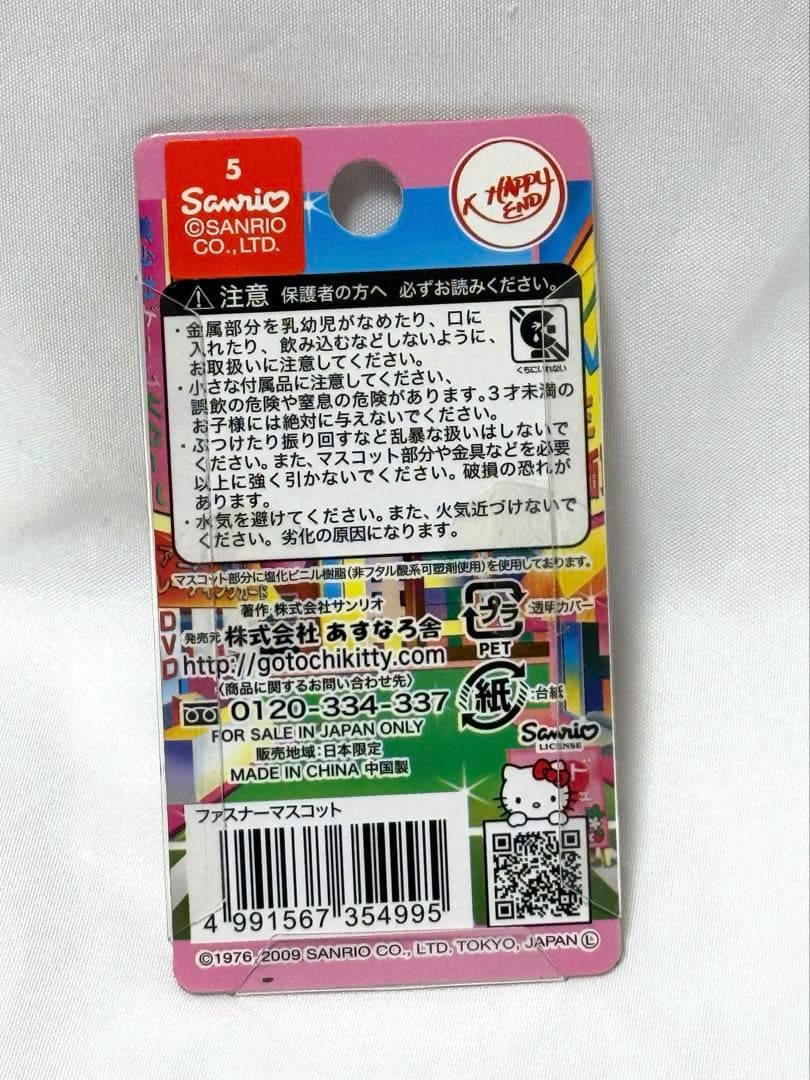 5
Sanrio
©SANRIO
CO.,LTD.
HAPPY
END
注意 保護者の方へ 必ずお読みください。
・金属部分を乳幼児がなめたり、口に
入れたり、飲み込むなどしないように、
お取扱いに注意してください。
・小さな付属品に注意してください、
誤飲の危険や窒息の危険があります。3才未満の
お子様には絶対に与えないでください。
・ぶつけたり振り回すなど乱暴な扱いはしないで
ください。また、マスコット部分や金具などを必要
以上に強く引かないでください。破損の恐れが
あります。
・水気を避けてください。また、火気近づけないで
ください。劣化の原因になります。
くちにいれない
マスコット部分に塩化ビニル樹脂(非フタル酸系可塑剤使用)を使用しております。
DVD
著作 株式会社サンリオ
発売元 株式会社 あすなろ舎
http://gotochikitty.com
〈商品に関するお問い合わせ先〉
0120-334-337
FOR SALE IN JAPAN ONLY
販売地域:日本限定
MADE IN CHINA 中国製
プラ
:透明カバー
PET
紙
:台紙
Sanrio
LICENSE
ファスナーマスコット
4 991567 354995
©1976, 2009 SANRIO CO., LTD, TOKYO, JAPAN Ⓛ